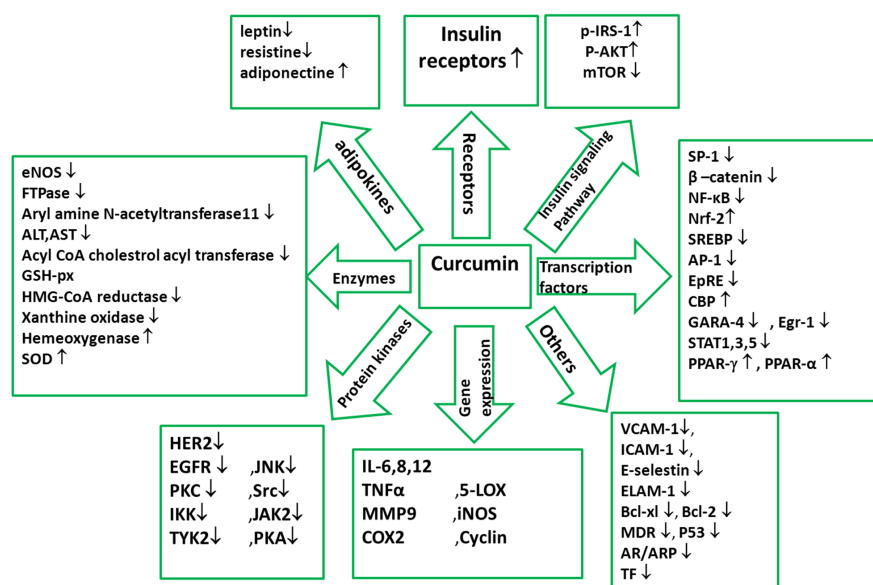 leptin↓
resistine↓
adiponectine ↑
Insulin
receptors ↑
p-IRS-1↑
P-AKT↑
mTOR ↓
adipokines
Receptors
Insulin signaling
Pathway
eNOS ↓
FTPase ↓
Aryl amine N-acetyltransferase11 ↓
ALT,AST ↓
Acyl CoA cholestrol acyl transferase ↓
GSH-px
HMG-CoA reductase ↓
Xanthine oxidase ↓
Hemeoxygenase ↑
SOD ↑
Enzymes
Curcumin
Transcription
factors
SP-1 ↓
β –catenin ↓
NF-κB ↓
Nrf-2↑
SREBP ↓
AP-1 ↓
EpRE ↓
CBP ↑
GARA-4 ↓ , Egr-1 ↓
STAT1,3,5 ↓
PPAR-γ ↑ , PPAR-α ↑
Protein kinases
Gene
expression
Others
HER2↓
EGFR ↓ ,JNK↓
PKC ↓ ,Src↓
IKK↓ ,JAK2↓
TYK2↓ ,PKA↓
IL-6,8,12
TNFα ,5-LOX
MMP9 ,iNOS
COX2 ,Cyclin
VCAM-1↓,
ICAM-1 ↓,
E-selestin ↓
ELAM-1 ↓
Bcl-xl ↓, Bcl-2 ↓
MDR ↓, P53 ↓
AR/ARP ↓
TF ↓